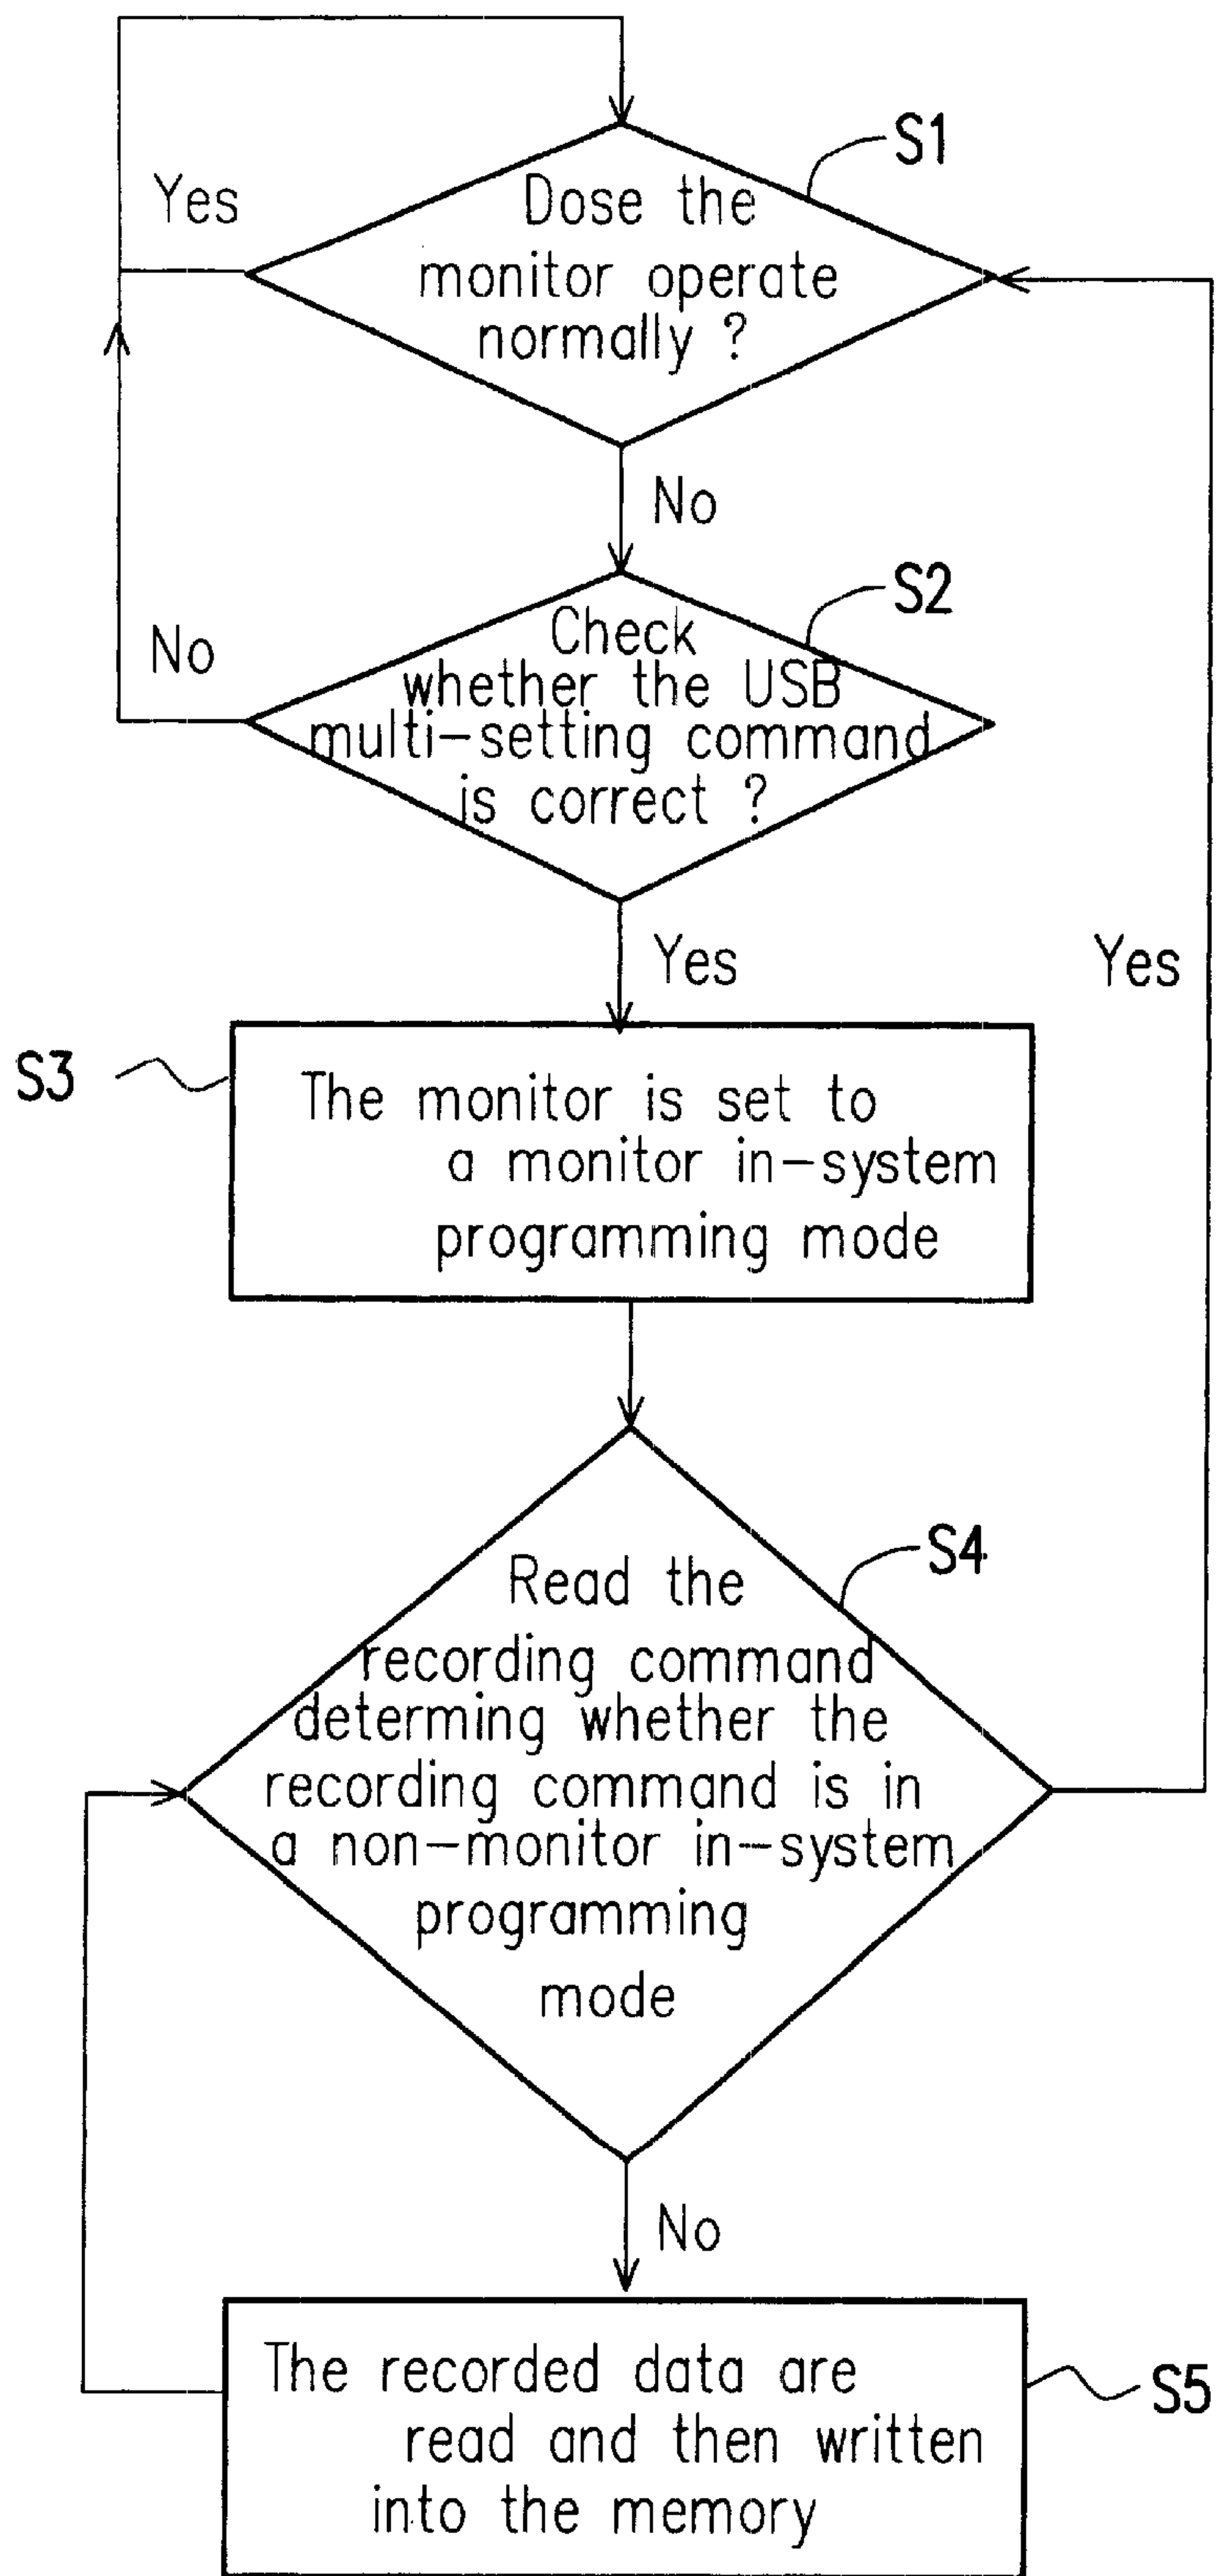 S1
Yes
Dose the
monitor operate
normally ?
No
S2
No
Check
whether the USB
multi-setting command
is correct ?
Yes
Yes
S3
The monitor is set to
a monitor in-system
programming mode
S4
Read the
recording command
determing whether the
recording command is in
a non-monitor in-system
programming
mode
No
The recorded data are
read and then written
into the memory
S5